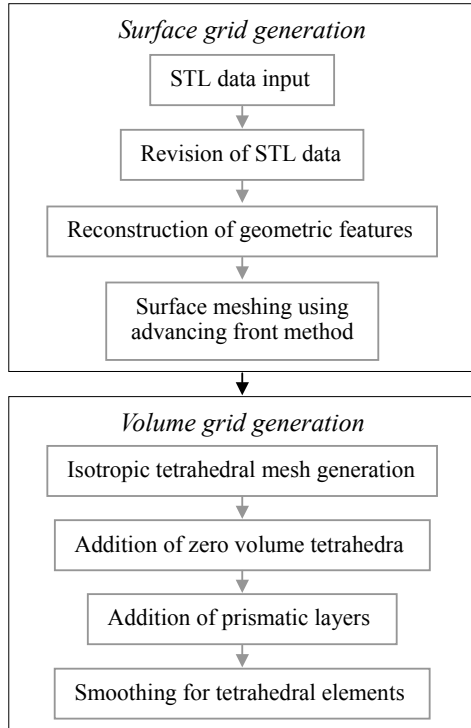 Surface grid generation
STL data input
Revision of STL data
Reconstruction of geometric features
Surface meshing using
advancing front method
Volume grid generation
Isotropic tetrahedral mesh generation
Addition of zero volume tetrahedra
Addition of prismatic layers
Smoothing for tetrahedral elements